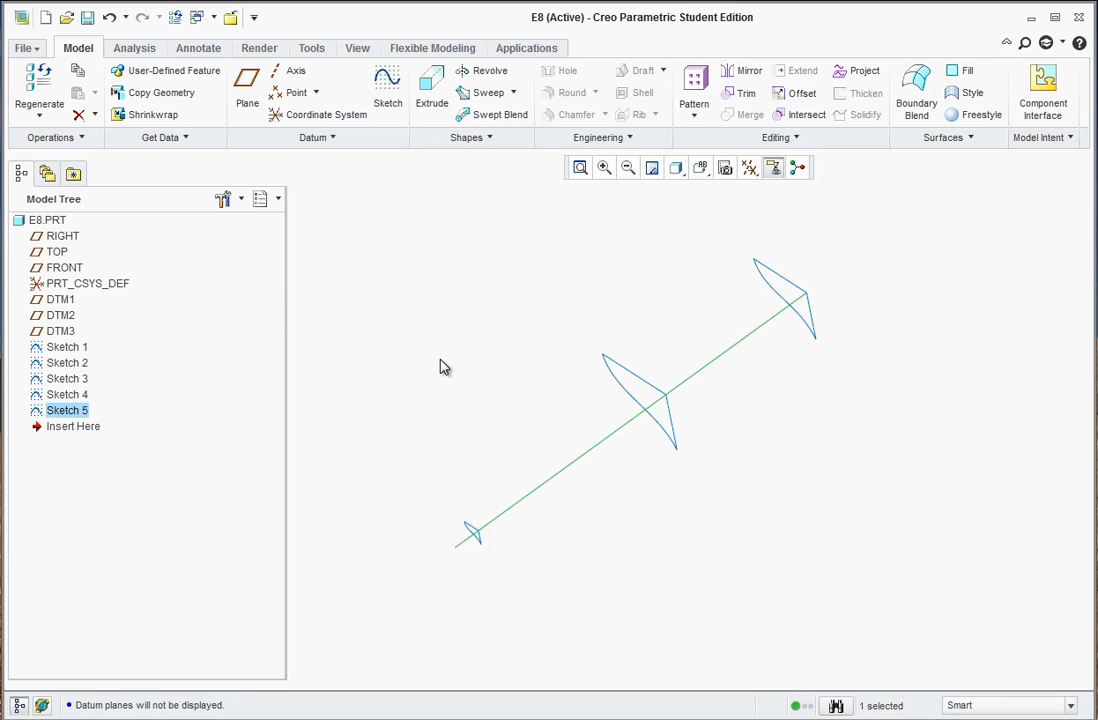 E8 (Active) - Creo Parametric Student Edition
File Model Analysis Annotate Render Tools View Flexible Modeling Applications
Regenerate
User-Defined Feature
Copy Geometry
Shrinkwrap
Plane
Axis
Point
Coordinate System
Sketch
Extrude
Revolve
Sweep
Swept Blend
Hole
Round
Chamfer
Draft
Shell
Rib
Pattern
Mirror
Trim
Merge
Extend
Offset
Intersect
Project
Thicken
Solidify
Boundary
Blend
Fill
Style
Freestyle
Component
Interface
Operations Get Data Datum Shapes Engineering Editing Surfaces Model Intent
Model Tree
E8.PRT
RIGHT
TOP
FRONT
PRT_CSYS_DEF
DTM1
DTM2
DTM3
Sketch 1
Sketch 2
Sketch 3
Sketch 4
Sketch 5
Insert Here
Datum planes will not be displayed.
1 selected
Smart